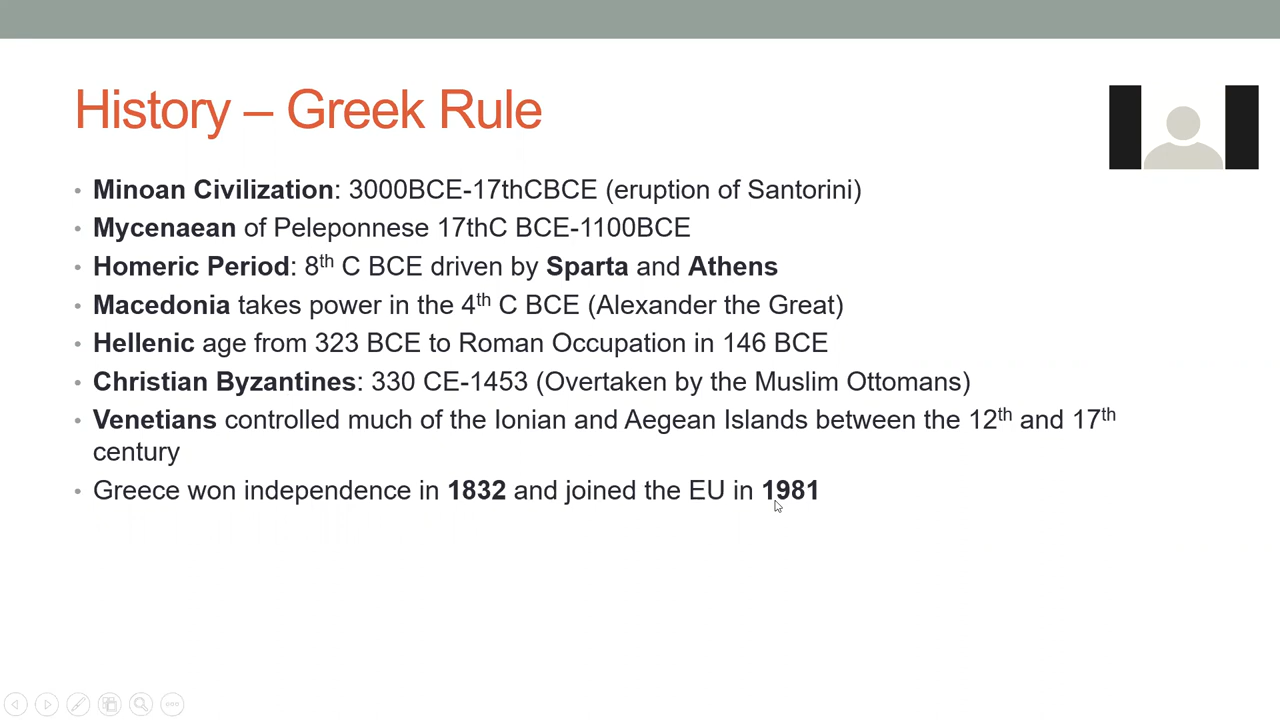 History – Greek Rule
• Minoan Civilization: 3000BCE-17thCBCE (eruption of Santorini)
• Mycenaean of Peleponnese 17thC BCE-1100BCE
• Homeric Period: 8th C BCE driven by Sparta and Athens
• Macedonia takes power in the 4th C BCE (Alexander the Great)
• Hellenic age from 323 BCE to Roman Occupation in 146 BCE
• Christian Byzantines: 330 CE-1453 (Overtaken by the Muslim Ottomans)
• Venetians controlled much of the Ionian and Aegean Islands between the 12th and 17th
century
• Greece won independence in 1832 and joined the EU in 1981